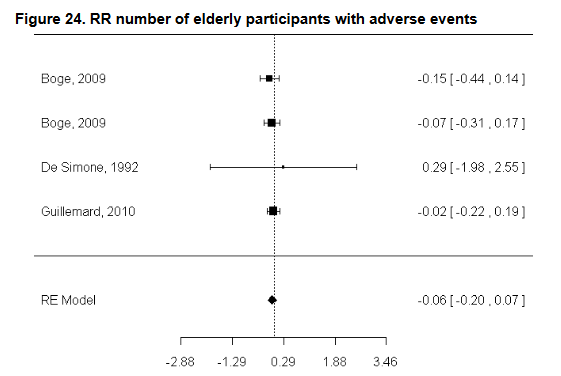 Figure 24. RR number of elderly participants with adverse events
Boge, 2009 -0.15 [ -0.44 , 0.14 ]
Boge, 2009 -0.07 [ -0.31 , 0.17 ]
De Simone, 1992 0.29 [ -1.98 , 2.55 ]
Guillemard, 2010 -0.02 [ -0.22 , 0.19 ]
RE Model -0.06 [ -0.20 , 0.07 ]
-2.88 -1.29 0.29 1.88 3.46